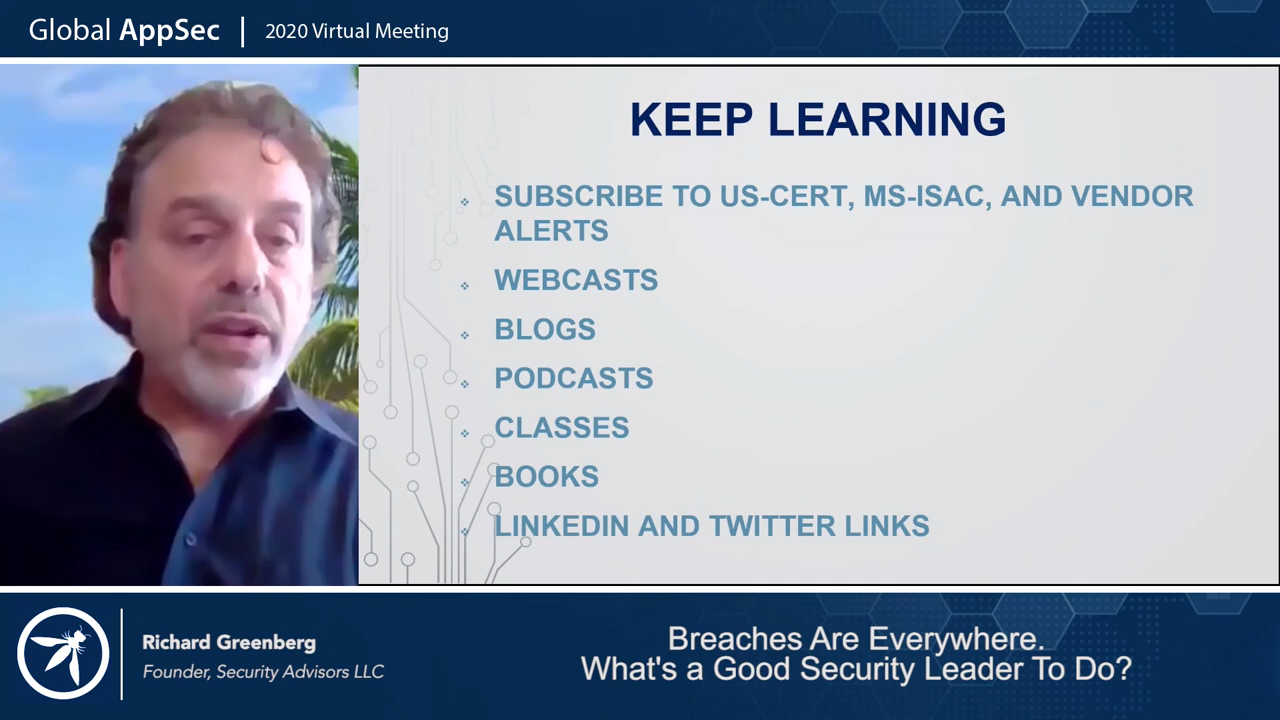 Global AppSec | 2020 Virtual Meeting
KEEP LEARNING
SUBSCRIBE TO US-CERT, MS-ISAC, AND VENDOR
ALERTS
WEBCASTS
BLOGS
PODCASTS
CLASSES
BOOKS
LINKEDIN AND TWITTER LINKS
Richard Greenberg
Founder, Security Advisors LLC
Breaches Are Everywhere.
What's a Good Security Leader To Do?